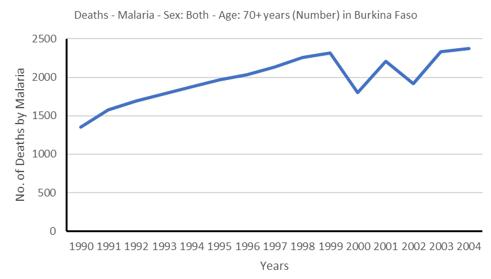 Deaths - Malaria - Sex: Both - Age: 70+ years (Number) in Burkina Faso
2500
2000
1500
1000
500
0
No. of Deaths by Malaria
1990 1991 1992 1993 1994 1995 1996 1997 1998 1999 2000 2001 2002 2003 2004
Years